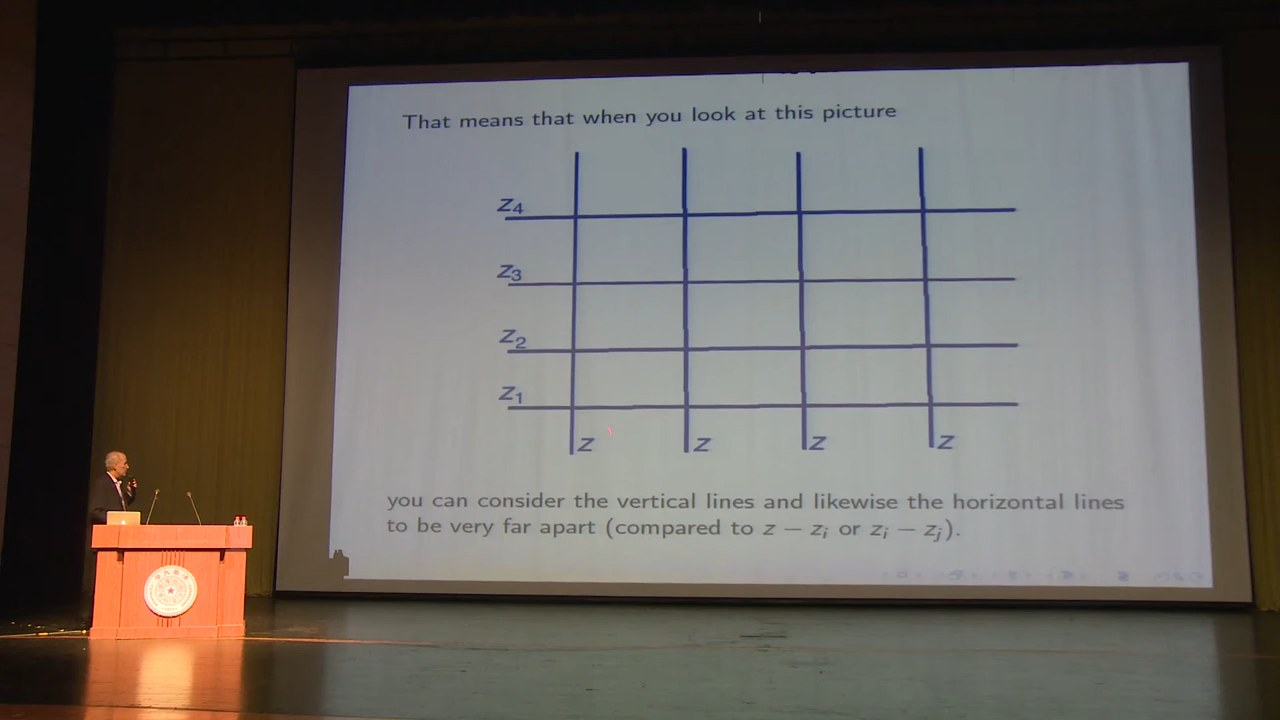 That means that when you look at this picture
z₄
z₃
z₂
z₁
z z z z
you can consider the vertical lines and likewise the horizontal lines
to be very far apart (compared to z − zᵢ or zᵢ − zⱼ).